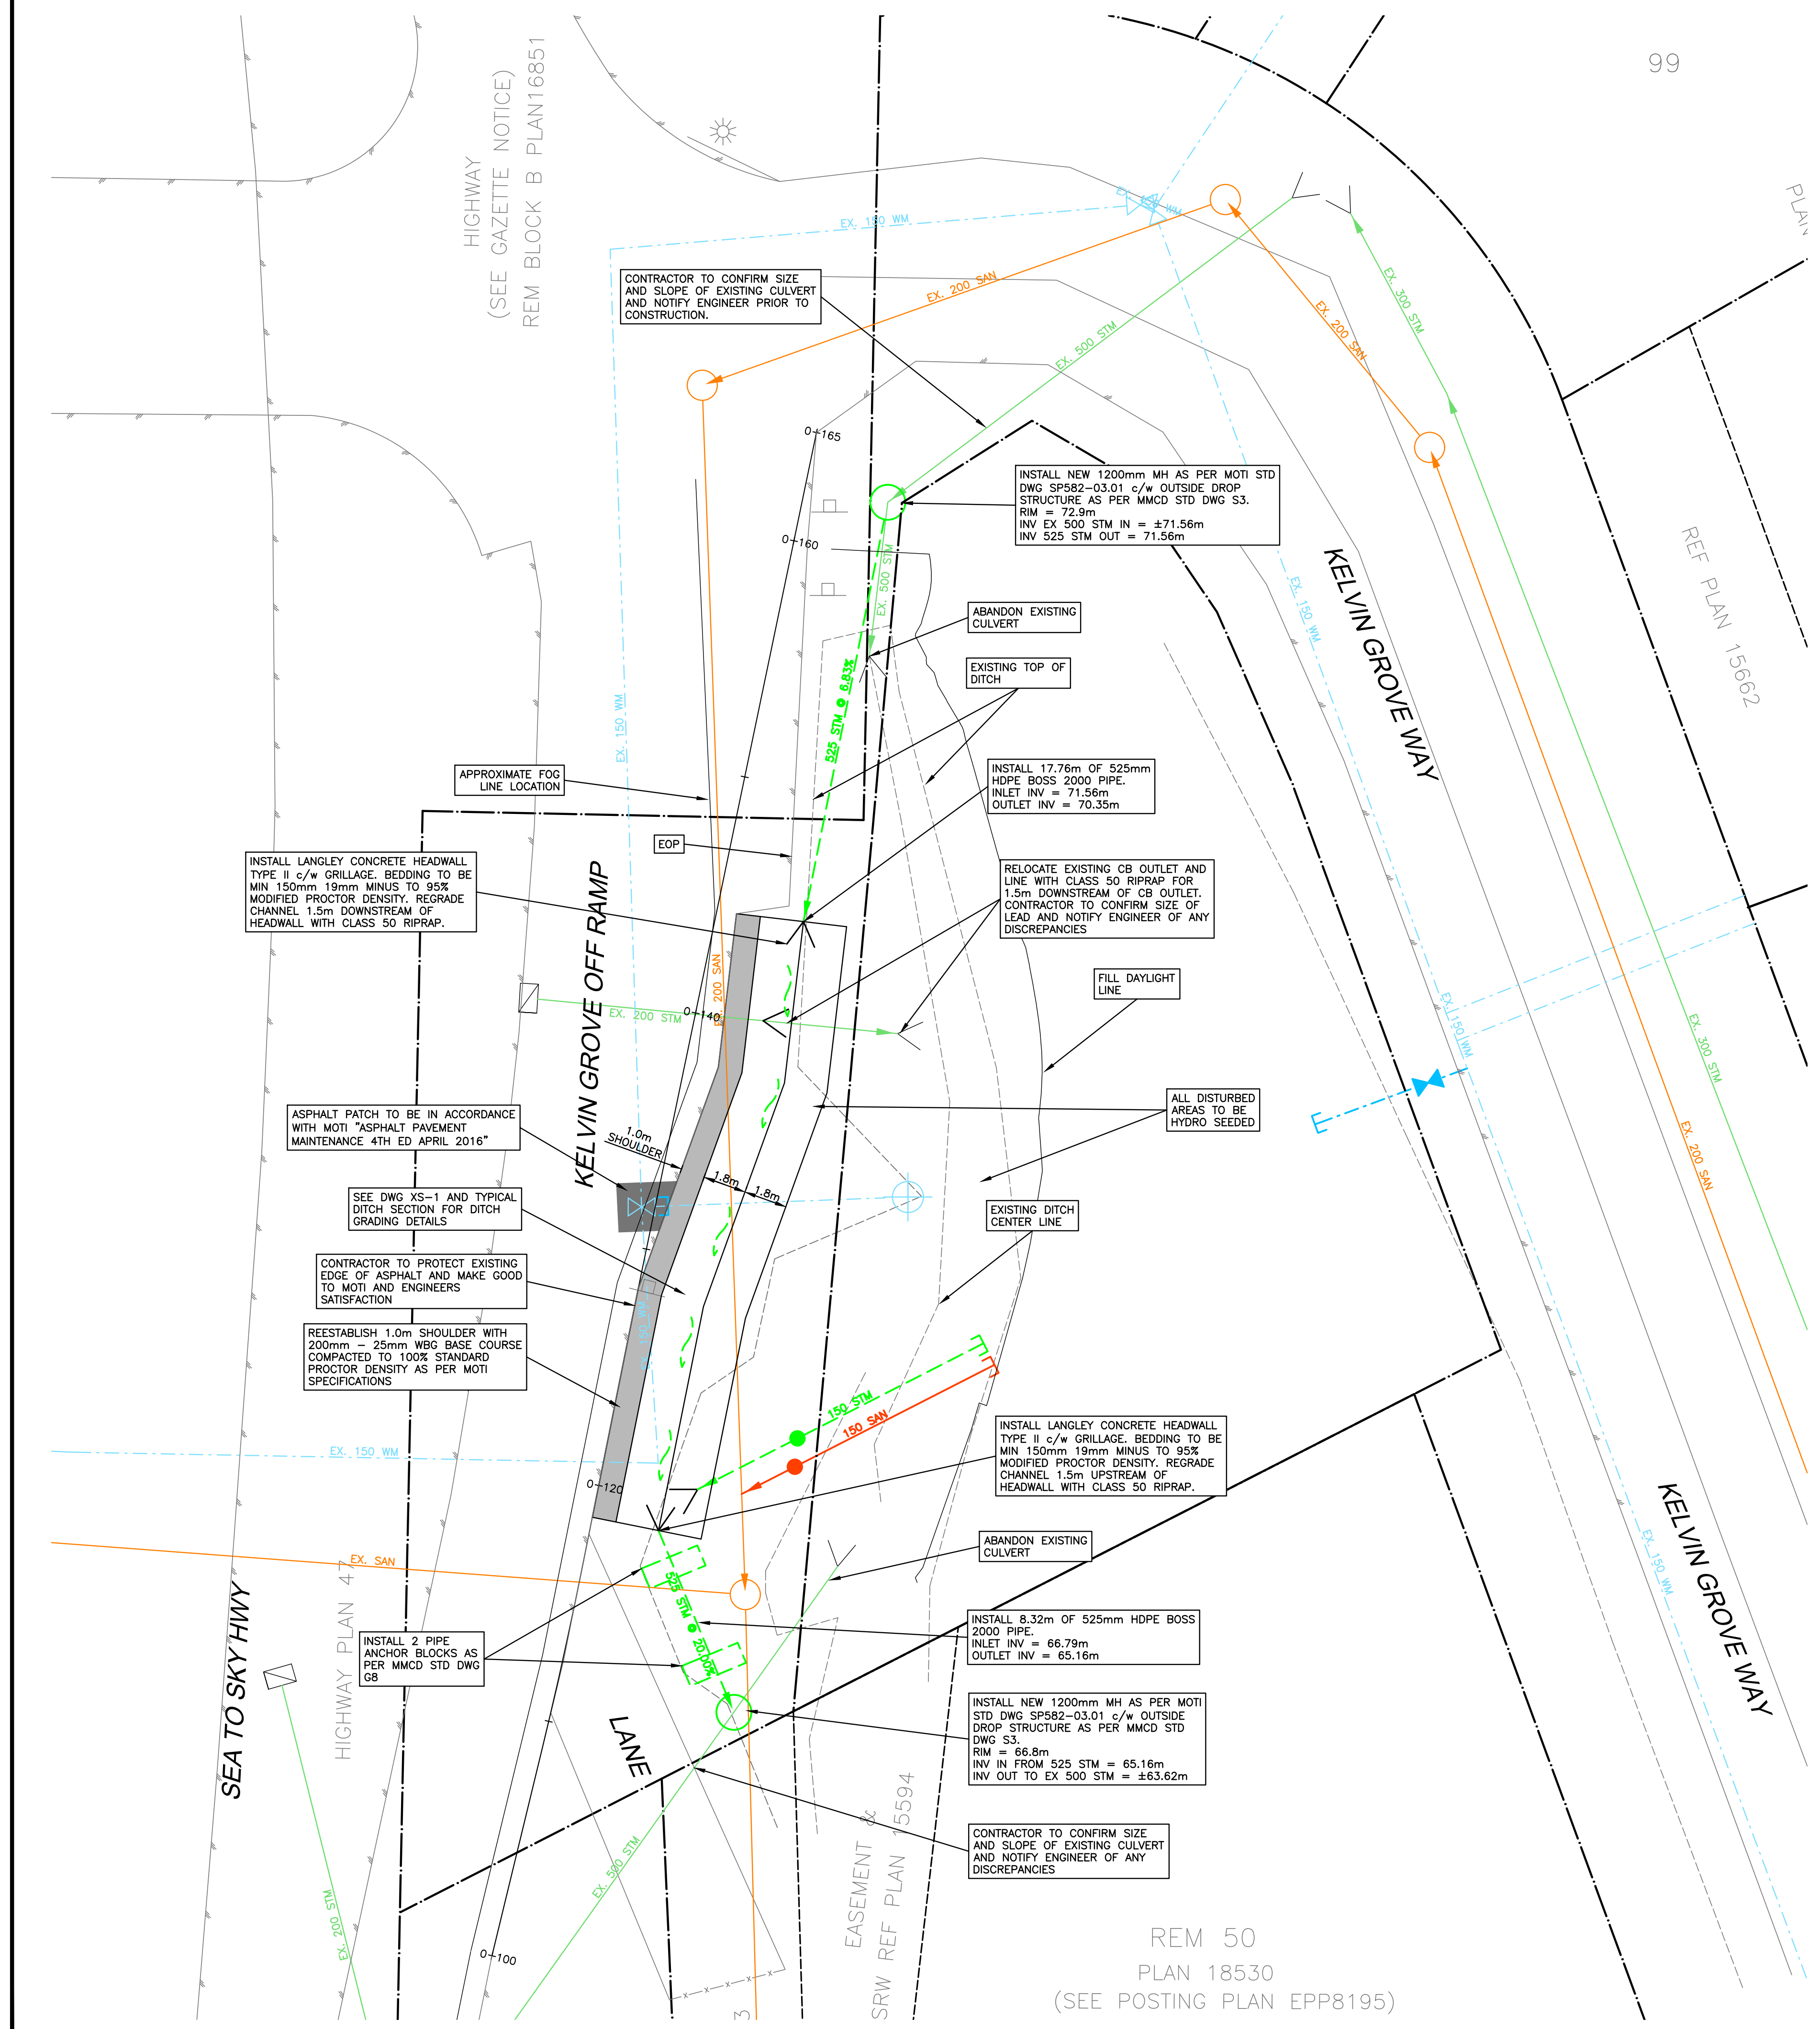 99
HIGHWAY
(SEE GAZETTE NOTICE)
REM BLOCK B PLAN16851
PLAN
EX. 150 WM
EX. 200 SAN
EX. 300 STM
EX. 200 SAN
EX. 500 STM
CONTRACTOR TO CONFIRM SIZE
AND SLOPE OF EXISTING CULVERT
AND NOTIFY ENGINEER PRIOR TO
CONSTRUCTION.
0+165
INSTALL NEW 1200mm MH AS PER MOTI STD
DWG SP582-03.01 c/w OUTSIDE DROP
STRUCTURE AS PER MMCD STD DWG S3.
RIM = 72.9m
INV EX 500 STM IN = ±71.56m
INV 525 STM OUT = 71.56m
0+160
EX. 500 STM
KELVIN GROVE WAY
REF PLAN 15662
EX. 150 WM
ABANDON EXISTING
CULVERT
EXISTING TOP OF
DITCH
525 STM @ 6.83%
EX. 150 WM
APPROXIMATE FOG
LINE LOCATION
INSTALL 17.76m OF 525mm
HDPE BOSS 2000 PIPE.
INLET INV = 71.56m
OUTLET INV = 70.35m
EOP
INSTALL LANGLEY CONCRETE HEADWALL
TYPE II c/w GRILLAGE. BEDDING TO BE
MIN 150mm 19mm MINUS TO 95%
MODIFIED PROCTOR DENSITY. REGRADE
CHANNEL 1.5m DOWNSTREAM OF
HEADWALL WITH CLASS 50 RIPRAP.
RELOCATE EXISTING CB OUTLET AND
LINE WITH CLASS 50 RIPRAP FOR
1.5m DOWNSTREAM OF CB OUTLET.
CONTRACTOR TO CONFIRM SIZE OF
LEAD AND NOTIFY ENGINEER OF ANY
DISCREPANCIES
KELVIN GROVE OFF RAMP
EX. 200 SAN
FILL DAYLIGHT
LINE
EX. 200 STM
0+140
EX. 150 WM
EX. 300 STM
ALL DISTURBED
AREAS TO BE
HYDRO SEEDED
ASPHALT PATCH TO BE IN ACCORDANCE
WITH MOTI "ASPHALT PAVEMENT
MAINTENANCE 4TH ED APRIL 2016"
1.0m
SHOULDER
1.8m
1.8m
EX. 200 SAN
SEE DWG XS-1 AND TYPICAL
DITCH SECTION FOR DITCH
GRADING DETAILS
EXISTING DITCH
CENTER LINE
CONTRACTOR TO PROTECT EXISTING
EDGE OF ASPHALT AND MAKE GOOD
TO MOTI AND ENGINEERS
SATISFACTION
EX. 150 WM
REESTABLISH 1.0m SHOULDER WITH
200mm - 25mm WBG BASE COURSE
COMPACTED TO 100% STANDARD
PROCTOR DENSITY AS PER MOTI
SPECIFICATIONS
150 STM
150 SAN
INSTALL LANGLEY CONCRETE HEADWALL
TYPE II c/w GRILLAGE. BEDDING TO BE
MIN 150mm 19mm MINUS TO 95%
MODIFIED PROCTOR DENSITY. REGRADE
CHANNEL 1.5m UPSTREAM OF
HEADWALL WITH CLASS 50 RIPRAP.
EX. 150 WM
0+120
KELVIN GROVE WAY
EX. 150 WM
EX. SAN
ABANDON EXISTING
CULVERT
525 STM @ 20.00%
SEA TO SKY HWY
HIGHWAY PLAN 47
INSTALL 2 PIPE
ANCHOR BLOCKS AS
PER MMCD STD DWG
G8
INSTALL 8.32m OF 525mm HDPE BOSS
2000 PIPE.
INLET INV = 66.79m
OUTLET INV = 65.16m
LANE
INSTALL NEW 1200mm MH AS PER MOTI
STD DWG SP582-03.01 c/w OUTSIDE
DROP STRUCTURE AS PER MMCD STD
DWG S3.
RIM = 66.8m
INV IN FROM 525 STM = 65.16m
INV OUT TO EX 500 STM = ±63.62m
EASEMENT &
SRW REF PLAN 15594
CONTRACTOR TO CONFIRM SIZE
AND SLOPE OF EXISTING CULVERT
AND NOTIFY ENGINEER OF ANY
DISCREPANCIES
EX. 500 STM
EX. 200 STM
0+100
REM 50
PLAN 18530
(SEE POSTING PLAN EPP8195)
3